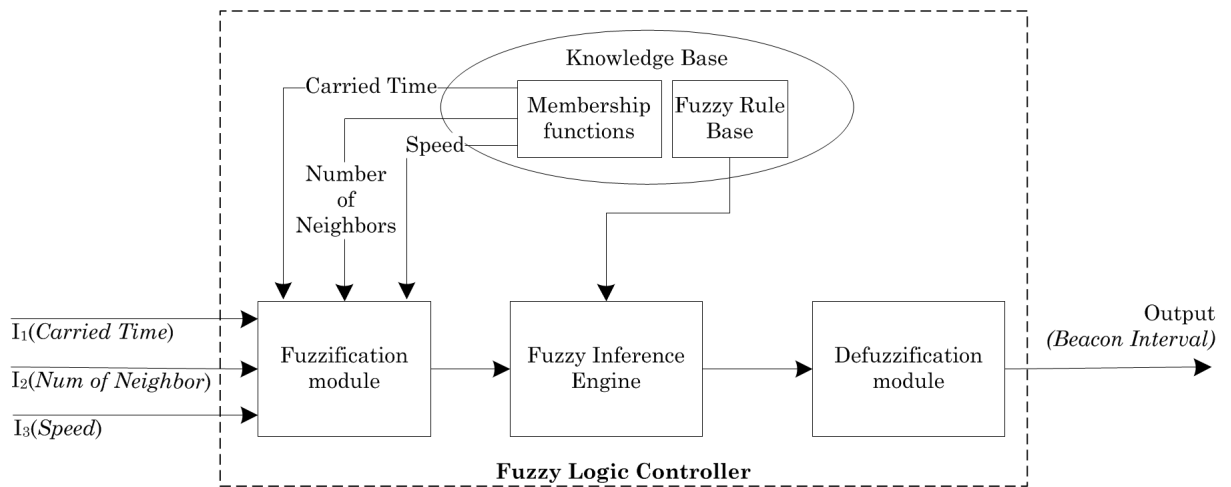 Knowledge Base
Carried Time
Membership
functions
Fuzzy Rule
Base
Speed
Number
of
Neighbors
I₁(Carried Time)
I₂(Num of Neighbor)
I₃(Speed)
Fuzzification
module
Fuzzy Inference
Engine
Defuzzification
module
Output
(Beacon Interval)
Fuzzy Logic Controller